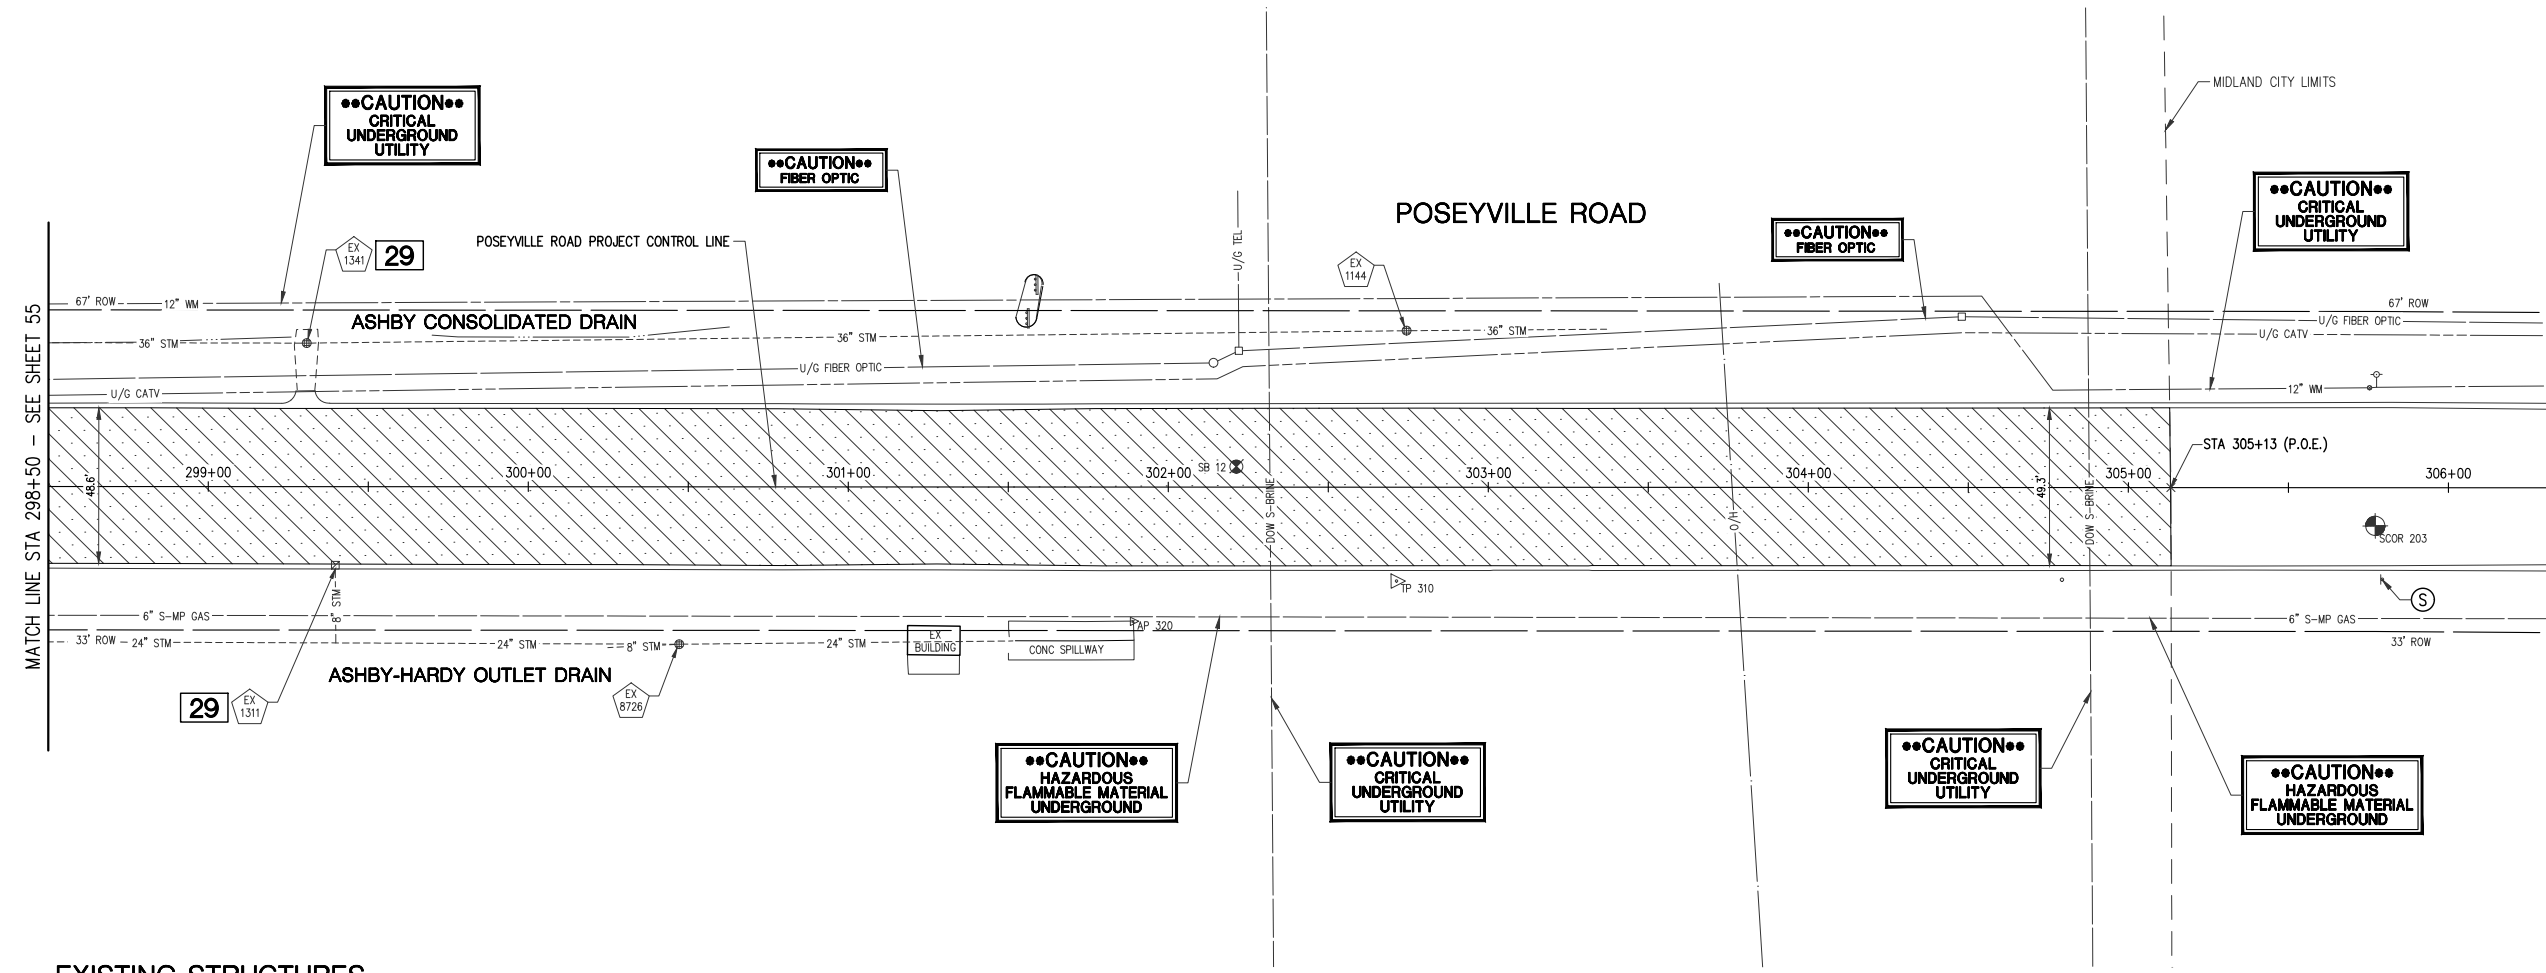 MIDLAND CITY LIMITS
●●CAUTION●●
CRITICAL
UNDERGROUND
UTILITY
●●CAUTION●●
FIBER OPTIC
POSEYVILLE ROAD
●●CAUTION●●
FIBER OPTIC
●●CAUTION●●
CRITICAL
UNDERGROUND
UTILITY
EX
1341
29
POSEYVILLE ROAD PROJECT CONTROL LINE
U/G TEL
EX
1144
MATCH LINE STA 298+50 - SEE SHEET 55
67' ROW
12" WM
67' ROW
ASHBY CONSOLIDATED DRAIN
36" STM
36" STM
36" STM
U/G FIBER OPTIC
U/G CATV
U/G FIBER OPTIC
U/G CATV
12" WM
STA 305+13 (P.O.E.)
48.6'
299+00
300+00
301+00
302+00
SB 12
303+00
304+00
305+00
306+00
49.3'
DOW S-BRINE
O/H
DOW S-BRINE
SCOR 203
TP 310
S
8" STM
6" S-MP GAS
6" S-MP GAS
33' ROW
24" STM
24" STM
8" STM
24" STM
EX
BUILDING
CONC SPILLWAY
AP 320
33' ROW
ASHBY-HARDY OUTLET DRAIN
29
EX
1311
EX
8726
●●CAUTION●●
HAZARDOUS
FLAMMABLE MATERIAL
UNDERGROUND
●●CAUTION●●
CRITICAL
UNDERGROUND
UTILITY
●●CAUTION●●
CRITICAL
UNDERGROUND
UTILITY
●●CAUTION●●
HAZARDOUS
FLAMMABLE MATERIAL
UNDERGROUND
EXISTING STRUCTURES